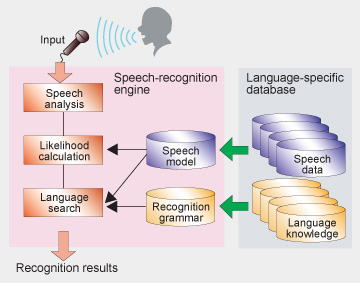 Input
Speech-recognition
engine
Language-specific
database
Speech
analysis
Likelihood
calculation
Speech
model
Speech
data
Language
search
Recognition
grammar
Language
knowledge
Recognition results